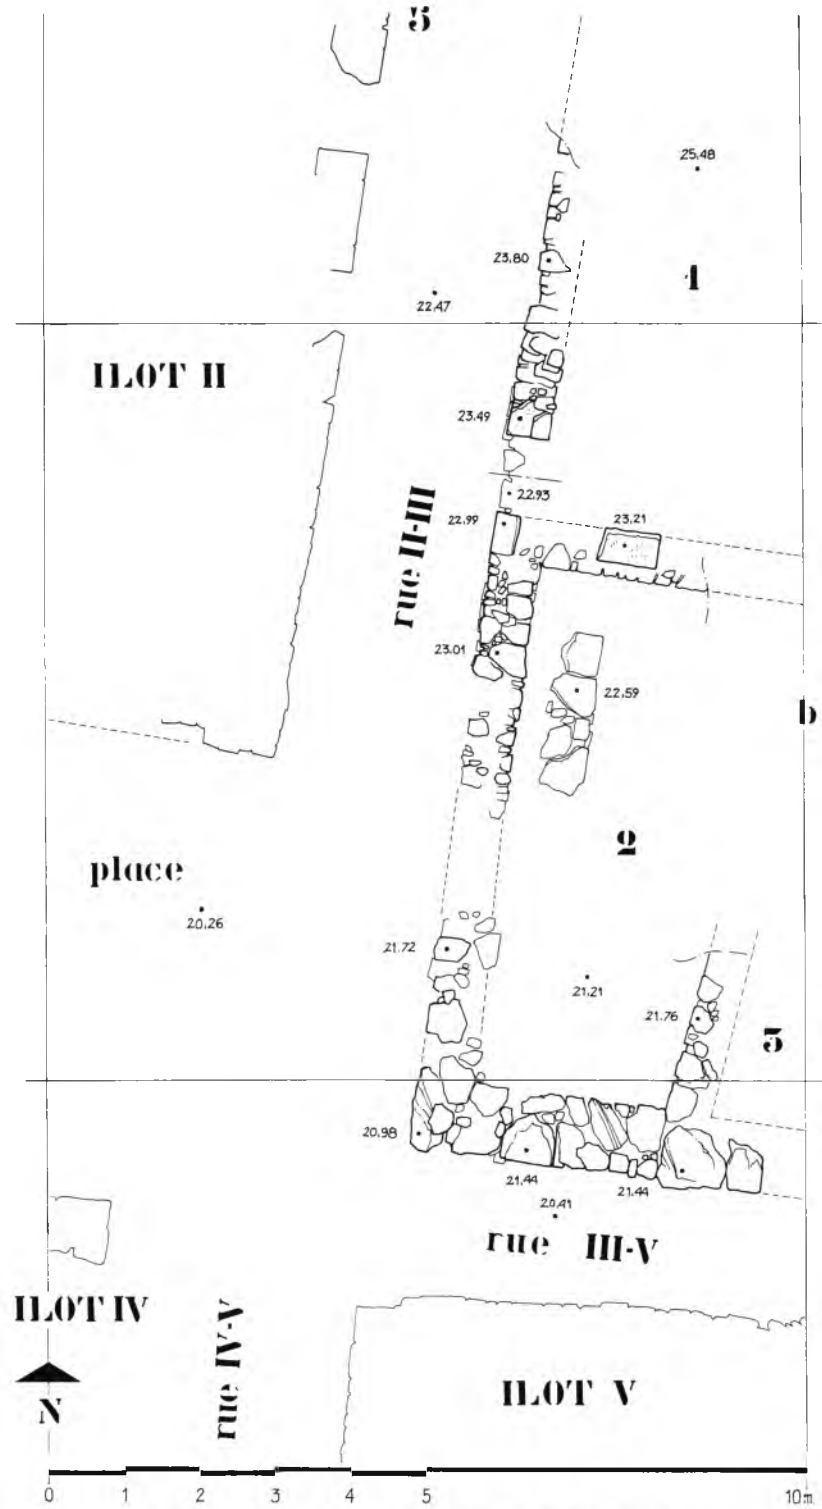 5
25.48
23.80
1
22.47
ILOT II
23.49
22.93
rue II-III
22.99
23.21
23.01
22.59
b
2
place
20.26
21.72
21.21
21.76
3
20.98
21.44
21.44
20.41
rue III-V
ILOT IV
rue IV-V
ILOT V
N
0 1 2 3 4 5 10m